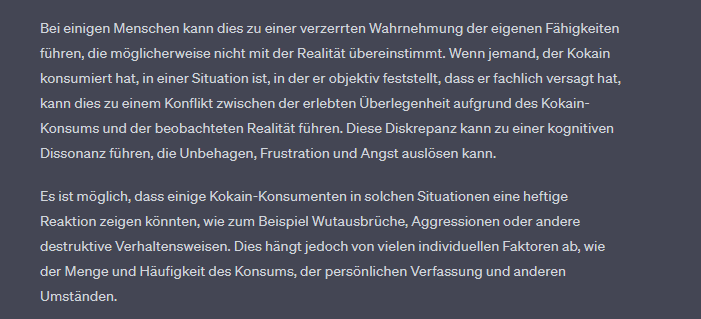 Bei einigen Menschen kann dies zu einer verzerrten Wahrnehmung der eigenen Fähigkeiten
führen, die möglicherweise nicht mit der Realität übereinstimmt. Wenn jemand, der Kokain
konsumiert hat, in einer Situation ist, in der er objektiv feststellt, dass er fachlich versagt hat,
kann dies zu einem Konflikt zwischen der erlebten Überlegenheit aufgrund des Kokain-
Konsums und der beobachteten Realität führen. Diese Diskrepanz kann zu einer kognitiven
Dissonanz führen, die Unbehagen, Frustration und Angst auslösen kann.
Es ist möglich, dass einige Kokain-Konsumenten in solchen Situationen eine heftige
Reaktion zeigen könnten, wie zum Beispiel Wutausbrüche, Aggressionen oder andere
destruktive Verhaltensweisen. Dies hängt jedoch von vielen individuellen Faktoren ab, wie
der Menge und Häufigkeit des Konsums, der persönlichen Verfassung und anderen
Umständen.